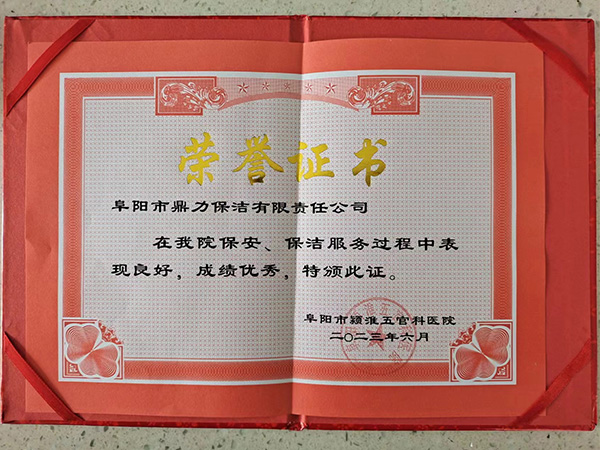 荣誉证书
阜阳市鼎力保洁有限责任公司
在我院保安、保洁服务过程中表
现良好，成绩优秀，特颁此证。
阜阳市颍淮五官科医院
二〇二三年六月